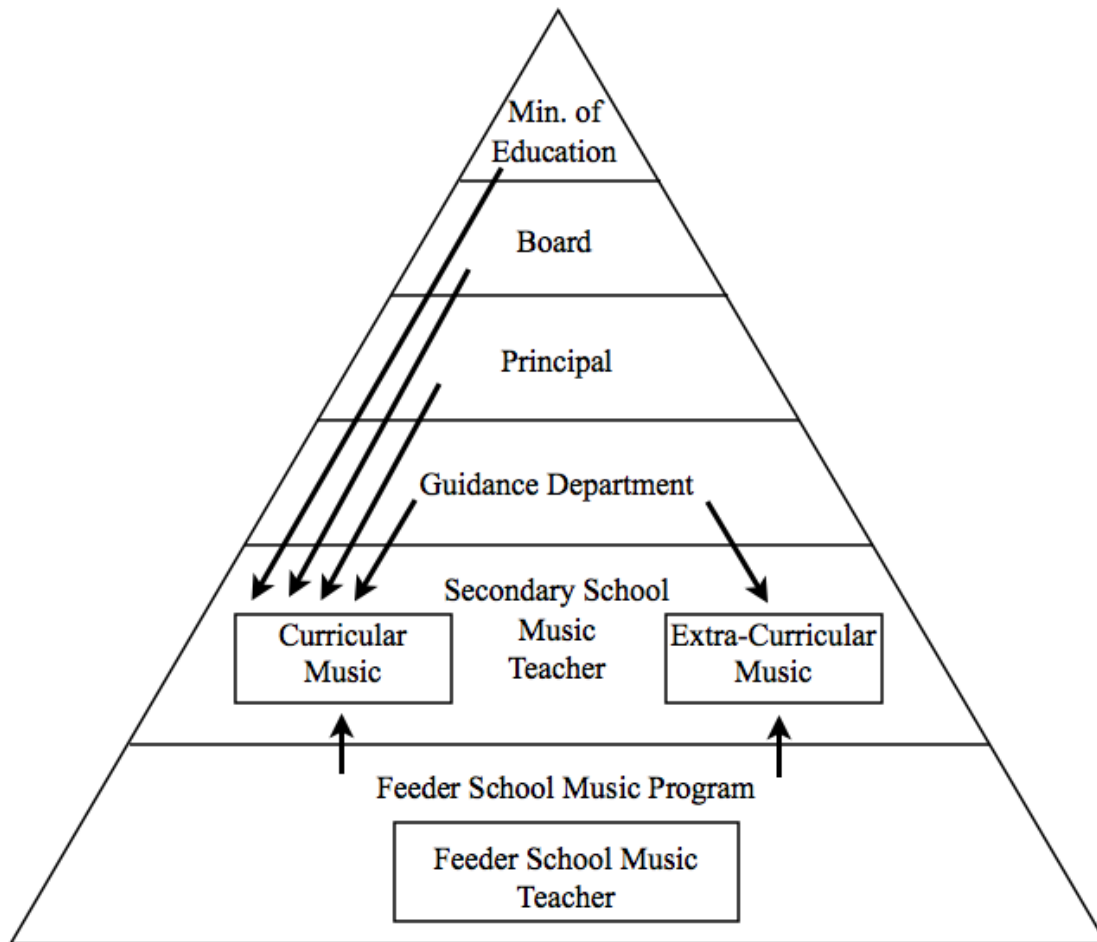 Min. of
Education
Board
Principal
Guidance Department
Secondary School
Music
Teacher
Curricular
Music
Extra-Curricular
Music
Feeder School Music Program
Feeder School Music
Teacher